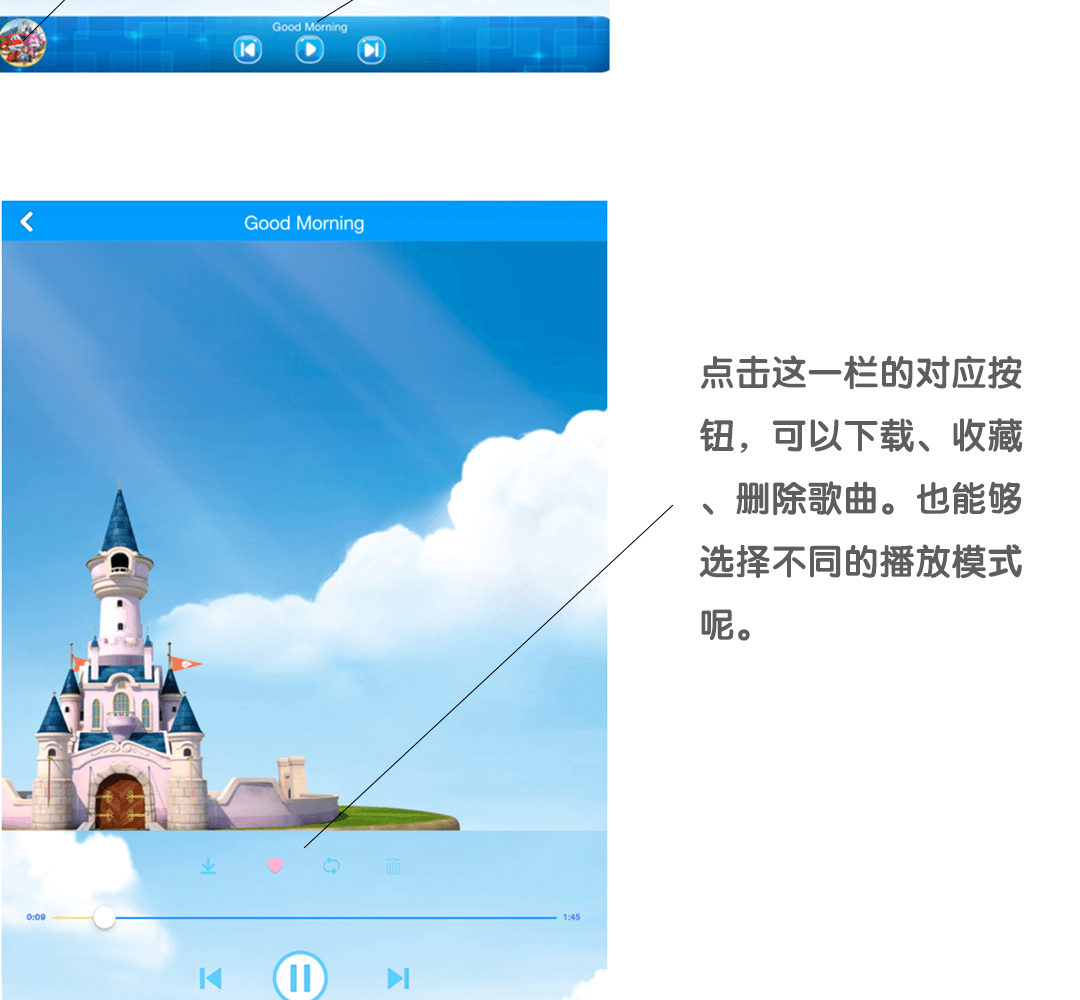 Good Morning
Good Morning
点击这一栏的对应按
钮，可以下载、收藏
、删除歌曲。也能够
选择不同的播放模式
呢。
0:09
1:45